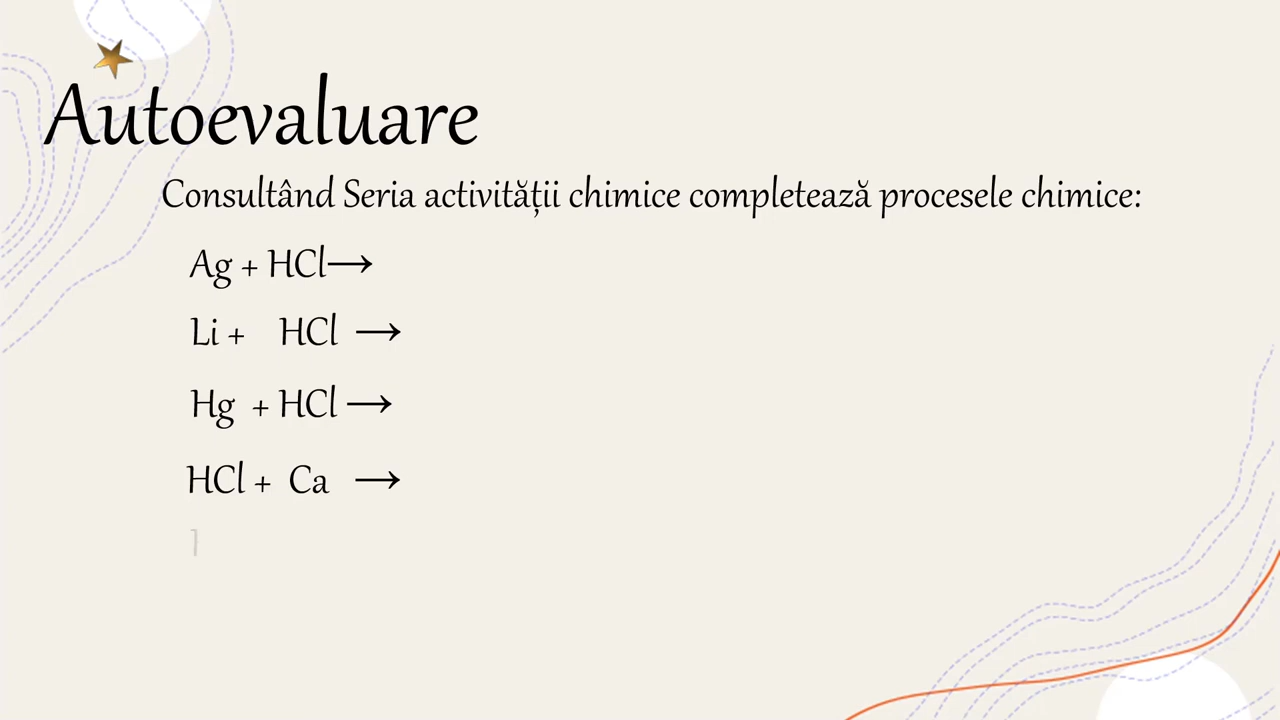 Autoevaluare
Consultând Seria activității chimice completează procesele chimice:
Ag + HCl→
Li + HCl →
Hg + HCl →
HCl + Ca →